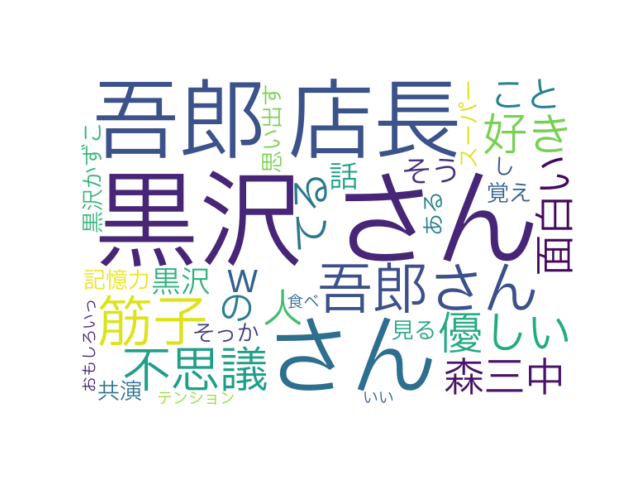 吾郎 店長
黒沢かずこ
思い出す
スーパー
こと
好き
黒沢 さん
てる
話
そう
ある
し
覚え
面白い
記憶力
黒沢
w
の
人
吾郎さん
食べ
筋子
そっか
見る
優しい
おもしろいっ
不思議
さん
森三中
共演
テンション
いい